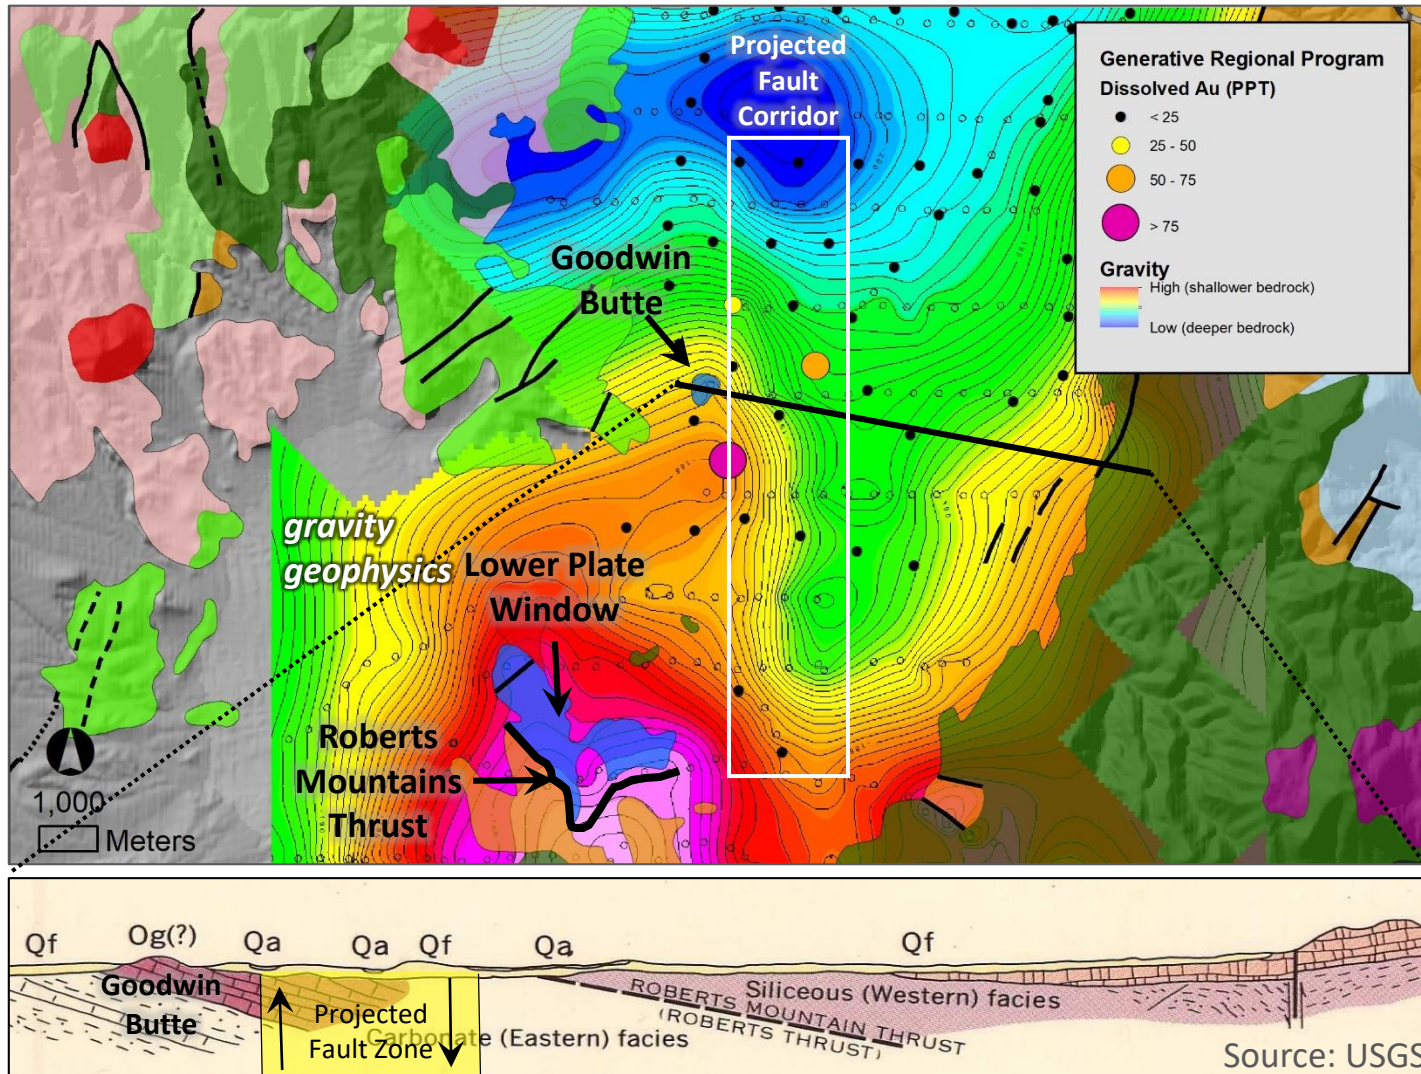 Projected
Fault
Corridor
Generative Regional Program
Dissolved Au (PPT)
< 25
25 - 50
50 - 75
> 75
Gravity
High (shallower bedrock)
Low (deeper bedrock)
Goodwin
Butte
gravity
geophysics
Lower Plate
Window
Roberts
Mountains
Thrust
1,000
Meters
Qf
Og(?)
Qa
Qa
Qf
Qa
Qf
Goodwin
Butte
Projected
Fault Zone
Carbonate (Eastern) facies
Siliceous (Western) facies
ROBERTS MOUNTAIN THRUST
(ROBERTS THRUST)
Source: USGS